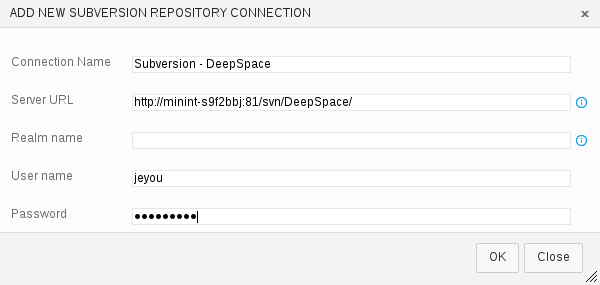 ADD NEW SUBVERSION REPOSITORY CONNECTION ×
Connection Name Subversion - DeepSpace
Server URL http://minint-s9f2bbj:81/svn/DeepSpace/
Realm name
User name jeyou
Password •••••••••
OK Close